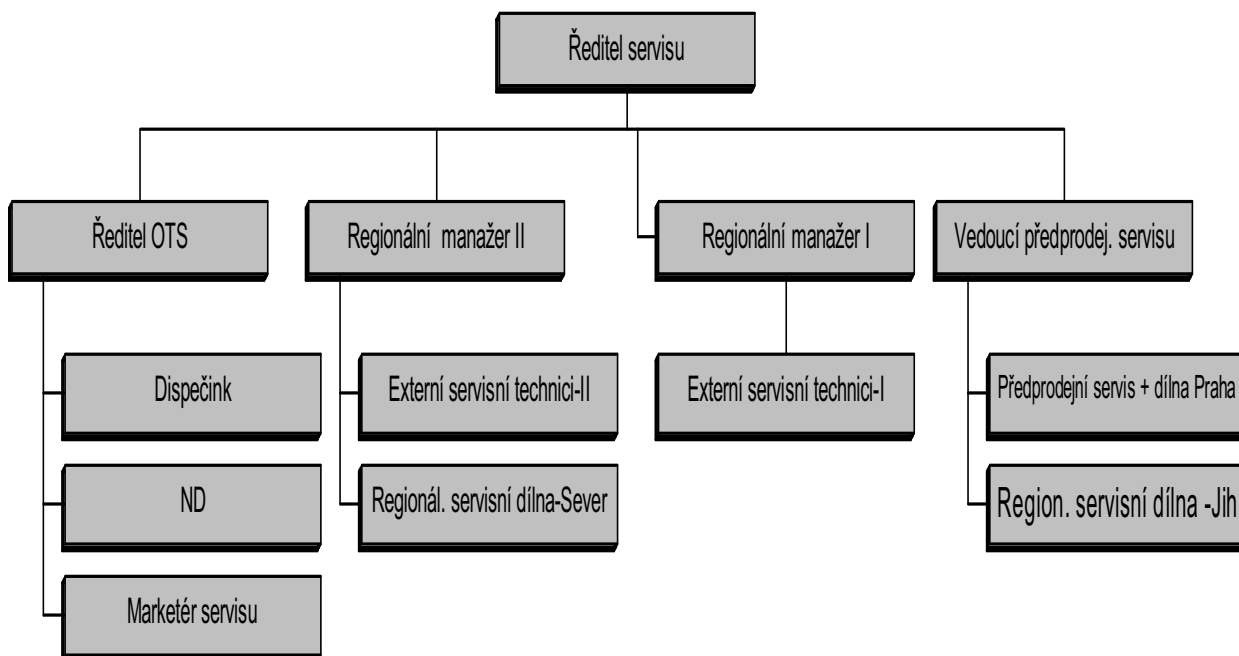 Ředitel servisu
Ředitel OTS
Regionální manažer II
Regionální manažer I
Vedoucí předprodej. servisu
Dispečink
Externí servisní technici-II
Externí servisní technici-I
Předprodejní servis + dílna Praha
ND
Regionál. servisní dílna-Sever
Region. servisní dílna -Jih
Marketér servisu